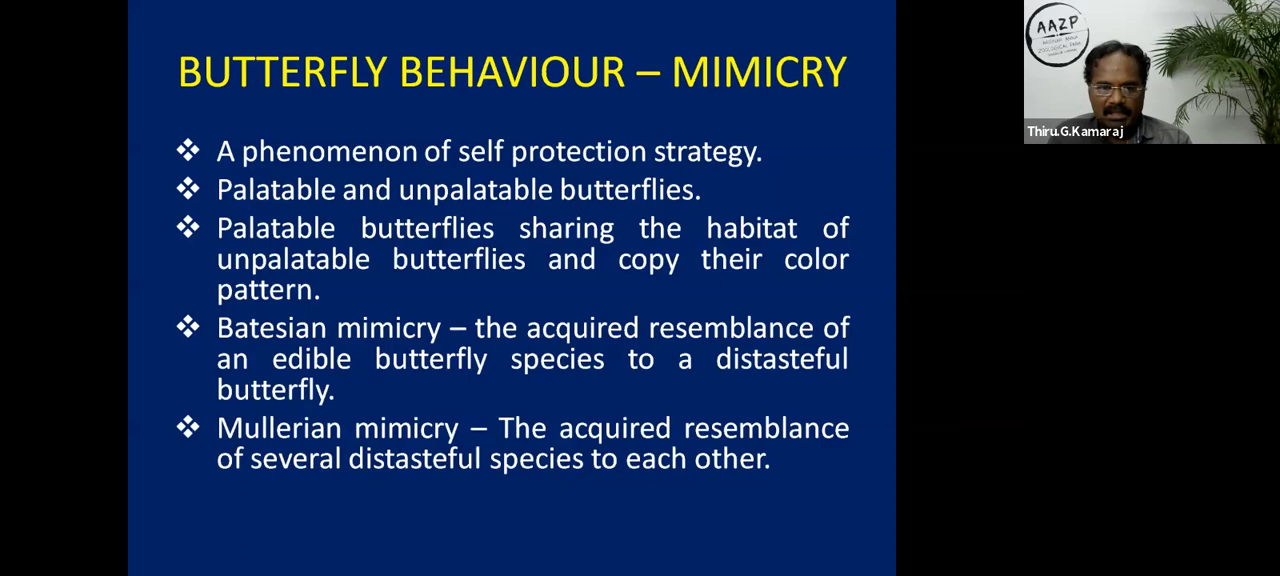 BUTTERFLY BEHAVIOUR – MIMICRY
❖ A phenomenon of self protection strategy.
❖ Palatable and unpalatable butterflies.
❖ Palatable butterflies sharing the habitat of
unpalatable butterflies and copy their color
pattern.
❖ Batesian mimicry – the acquired resemblance of
an edible butterfly species to a distasteful
butterfly.
❖ Mullerian mimicry – The acquired resemblance
of several distasteful species to each other.
AAZP
ZOOLOGICAL PARK
Thiru.G.Kamaraj